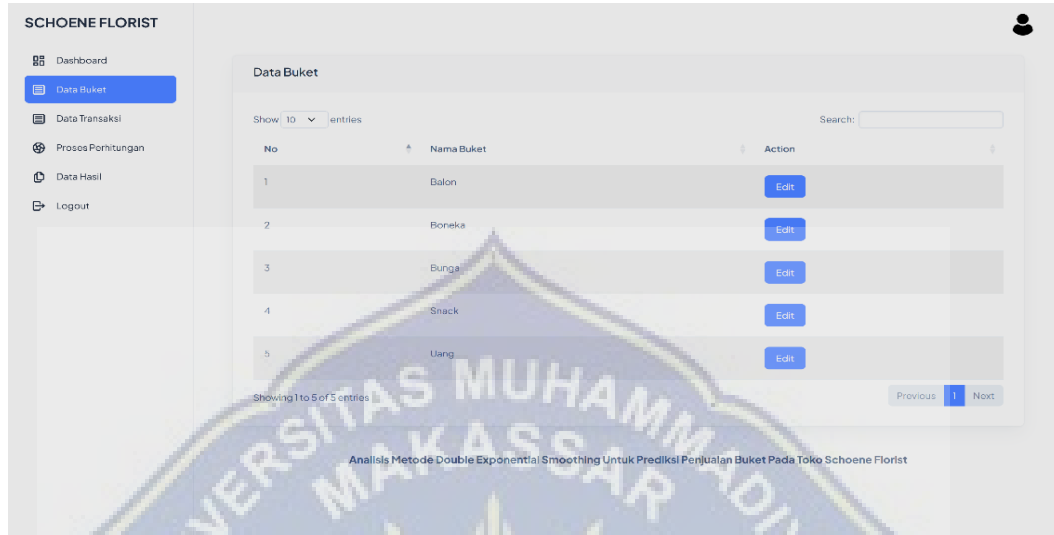 SCHOENE FLORIST
Dashboard
Data Buket
Data Transaksi
Proses Perhitungan
Data Hasil
Logout
Data Buket
Show 10 entries
Search:
No Nama Buket Action
1 Balon Edit
2 Boneka Edit
3 Bunga Edit
4 Snack Edit
5 Uang Edit
Showing 1 to 5 of 5 entries
Previous 1 Next
Analisis Metode Double Exponential Smoothing Untuk Prediksi Penjualan Buket Pada Toko Schoene Florist
MUHAMMADI
MAKASSAR